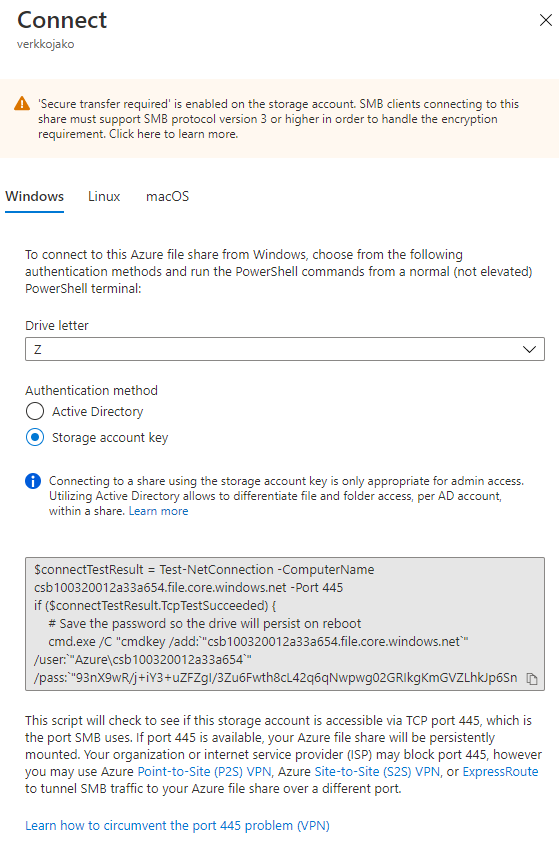 Connect
verkkojako
'Secure transfer required' is enabled on the storage account. SMB clients connecting to this
share must support SMB protocol version 3 or higher in order to handle the encryption
requirement. Click here to learn more.
Windows Linux macOS
To connect to this Azure file share from Windows, choose from the following
authentication methods and run the PowerShell commands from a normal (not elevated)
PowerShell terminal:
Drive letter
Z
Authentication method
Active Directory
Storage account key
Connecting to a share using the storage account key is only appropriate for admin access.
Utilizing Active Directory allows to differentiate file and folder access, per AD account,
within a share. Learn more
$connectTestResult = Test-NetConnection -ComputerName
csb100320012a33a654.file.core.windows.net -Port 445
if ($connectTestResult.TcpTestSucceeded) {
# Save the password so the drive will persist on reboot
cmd.exe /C "cmdkey /add:`"csb100320012a33a654.file.core.windows.net`"
/user:`"Azure\csb100320012a33a654`"
/pass:`"93nX9wR/j+iY3+uZFZgI/3Zu6Fwth8cL42q6qNwpwg02GRIkgKmGVZLhkJp6Sn
This script will check to see if this storage account is accessible via TCP port 445, which is
the port SMB uses. If port 445 is available, your Azure file share will be persistently
mounted. Your organization or internet service provider (ISP) may block port 445, however
you may use Azure Point-to-Site (P2S) VPN, Azure Site-to-Site (S2S) VPN, or ExpressRoute
to tunnel SMB traffic to your Azure file share over a different port.
Learn how to circumvent the port 445 problem (VPN)